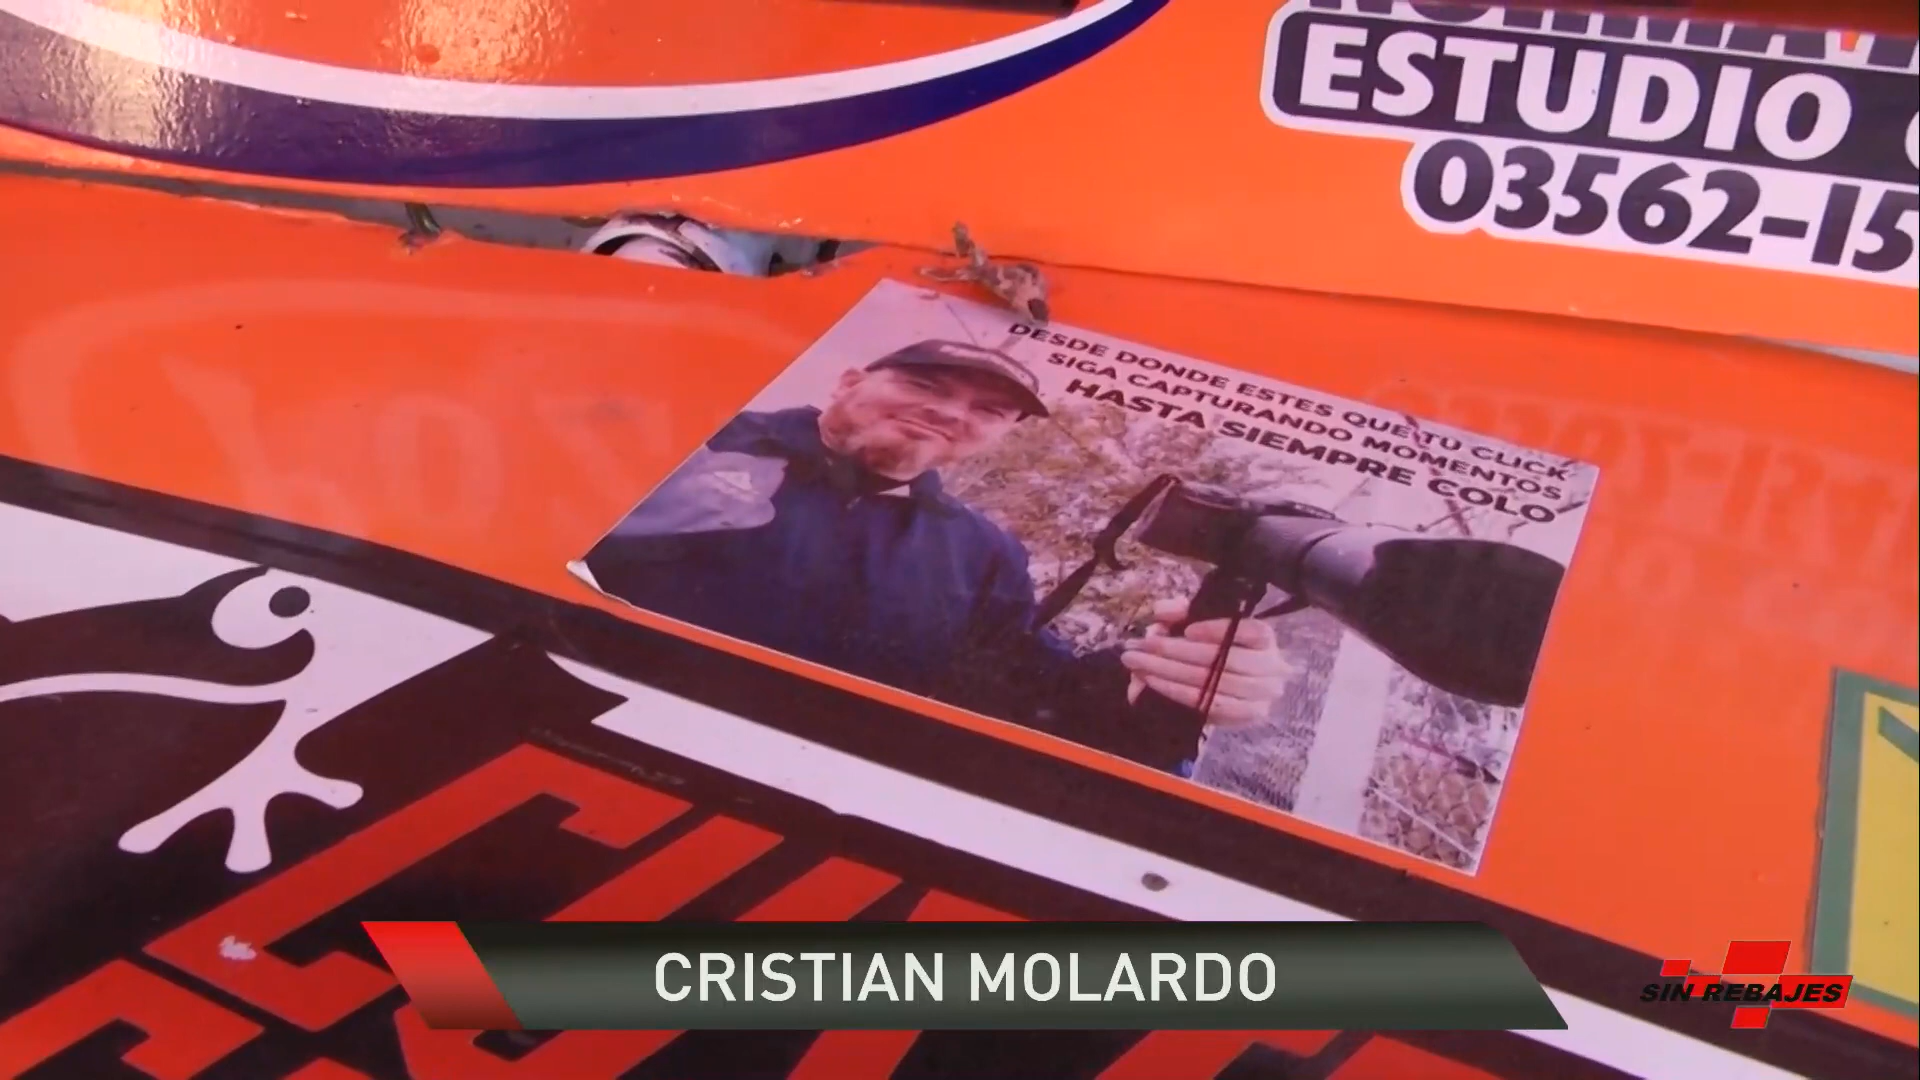 ESTUDIO
03562-15
DESDE DONDE ESTES QUE TU CLICK
SIGA CAPTURANDO MOMENTOS
HASTA SIEMPRE COLO
CRISTIAN MOLARDO
SIN REBAJES